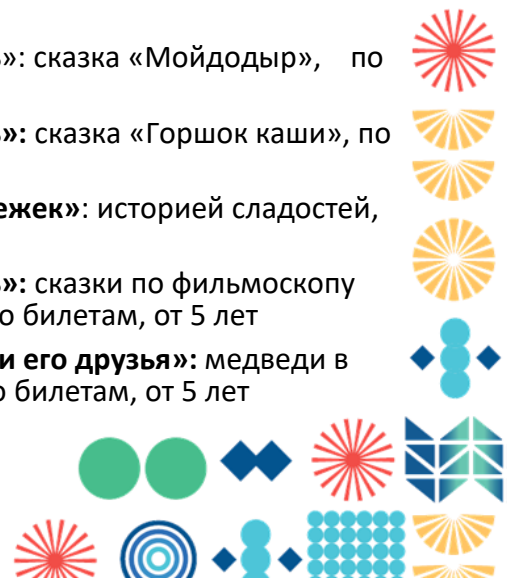 ь»: сказка «Мойдодыр», по
ь»: сказка «Горшок каши», по
ежек»: историей сладостей,
ь»: сказки по фильмоскопу
о билетам, от 5 лет
и его друзья»: медведи в
о билетам, от 5 лет